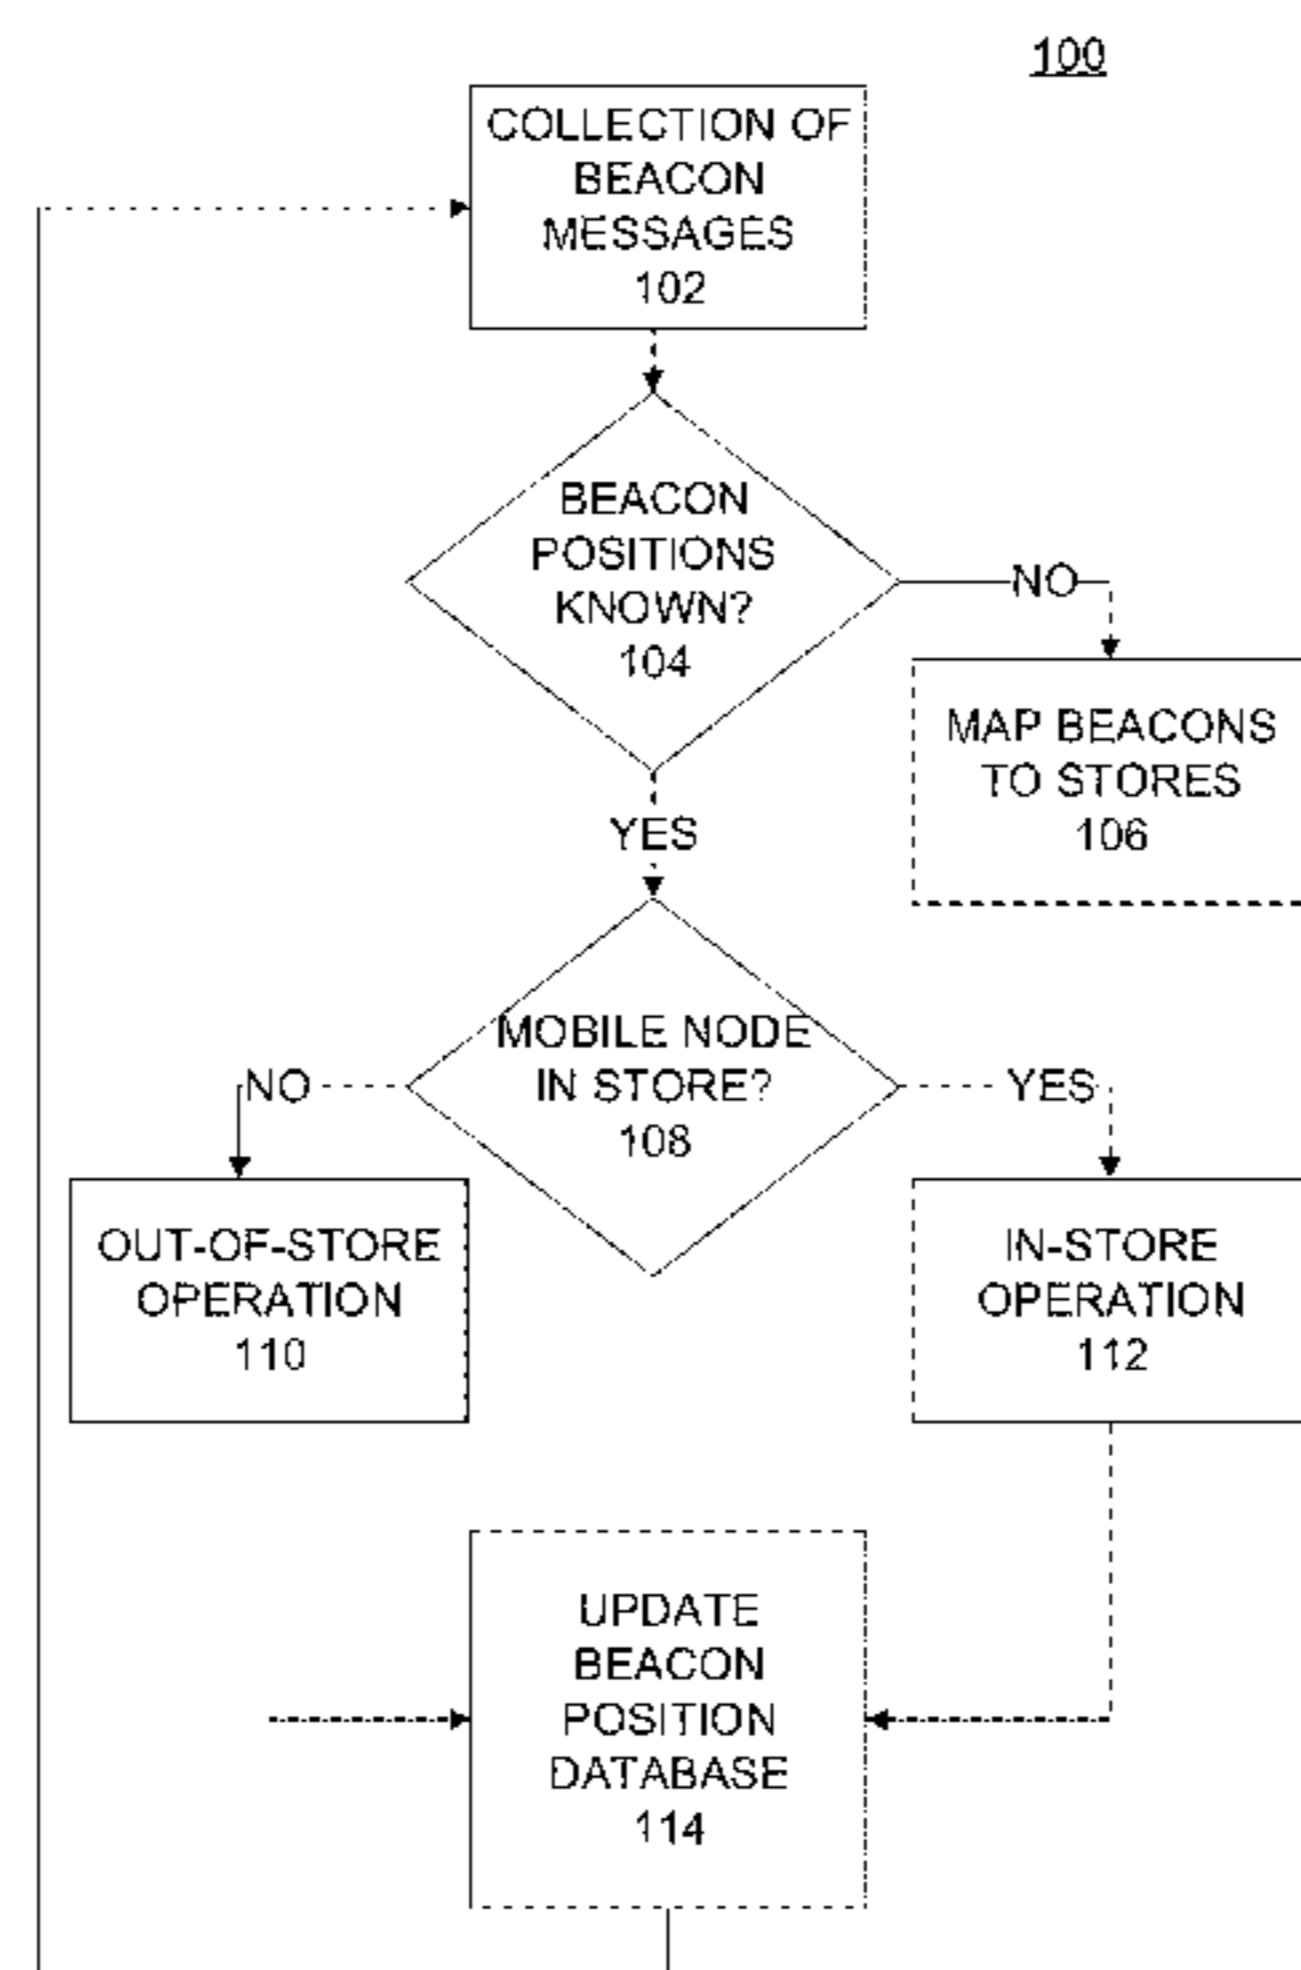 100
COLLECTION OF
BEACON
MESSAGES
102
BEACON
POSITIONS
KNOWN?
104
NO
MAP BEACONS
TO STORES
106
YES
MOBILE NODE
IN STORE?
108
NO
YES
OUT-OF-STORE
OPERATION
110
IN-STORE
OPERATION
112
UPDATE
BEACON
POSITION
DATABASE
114